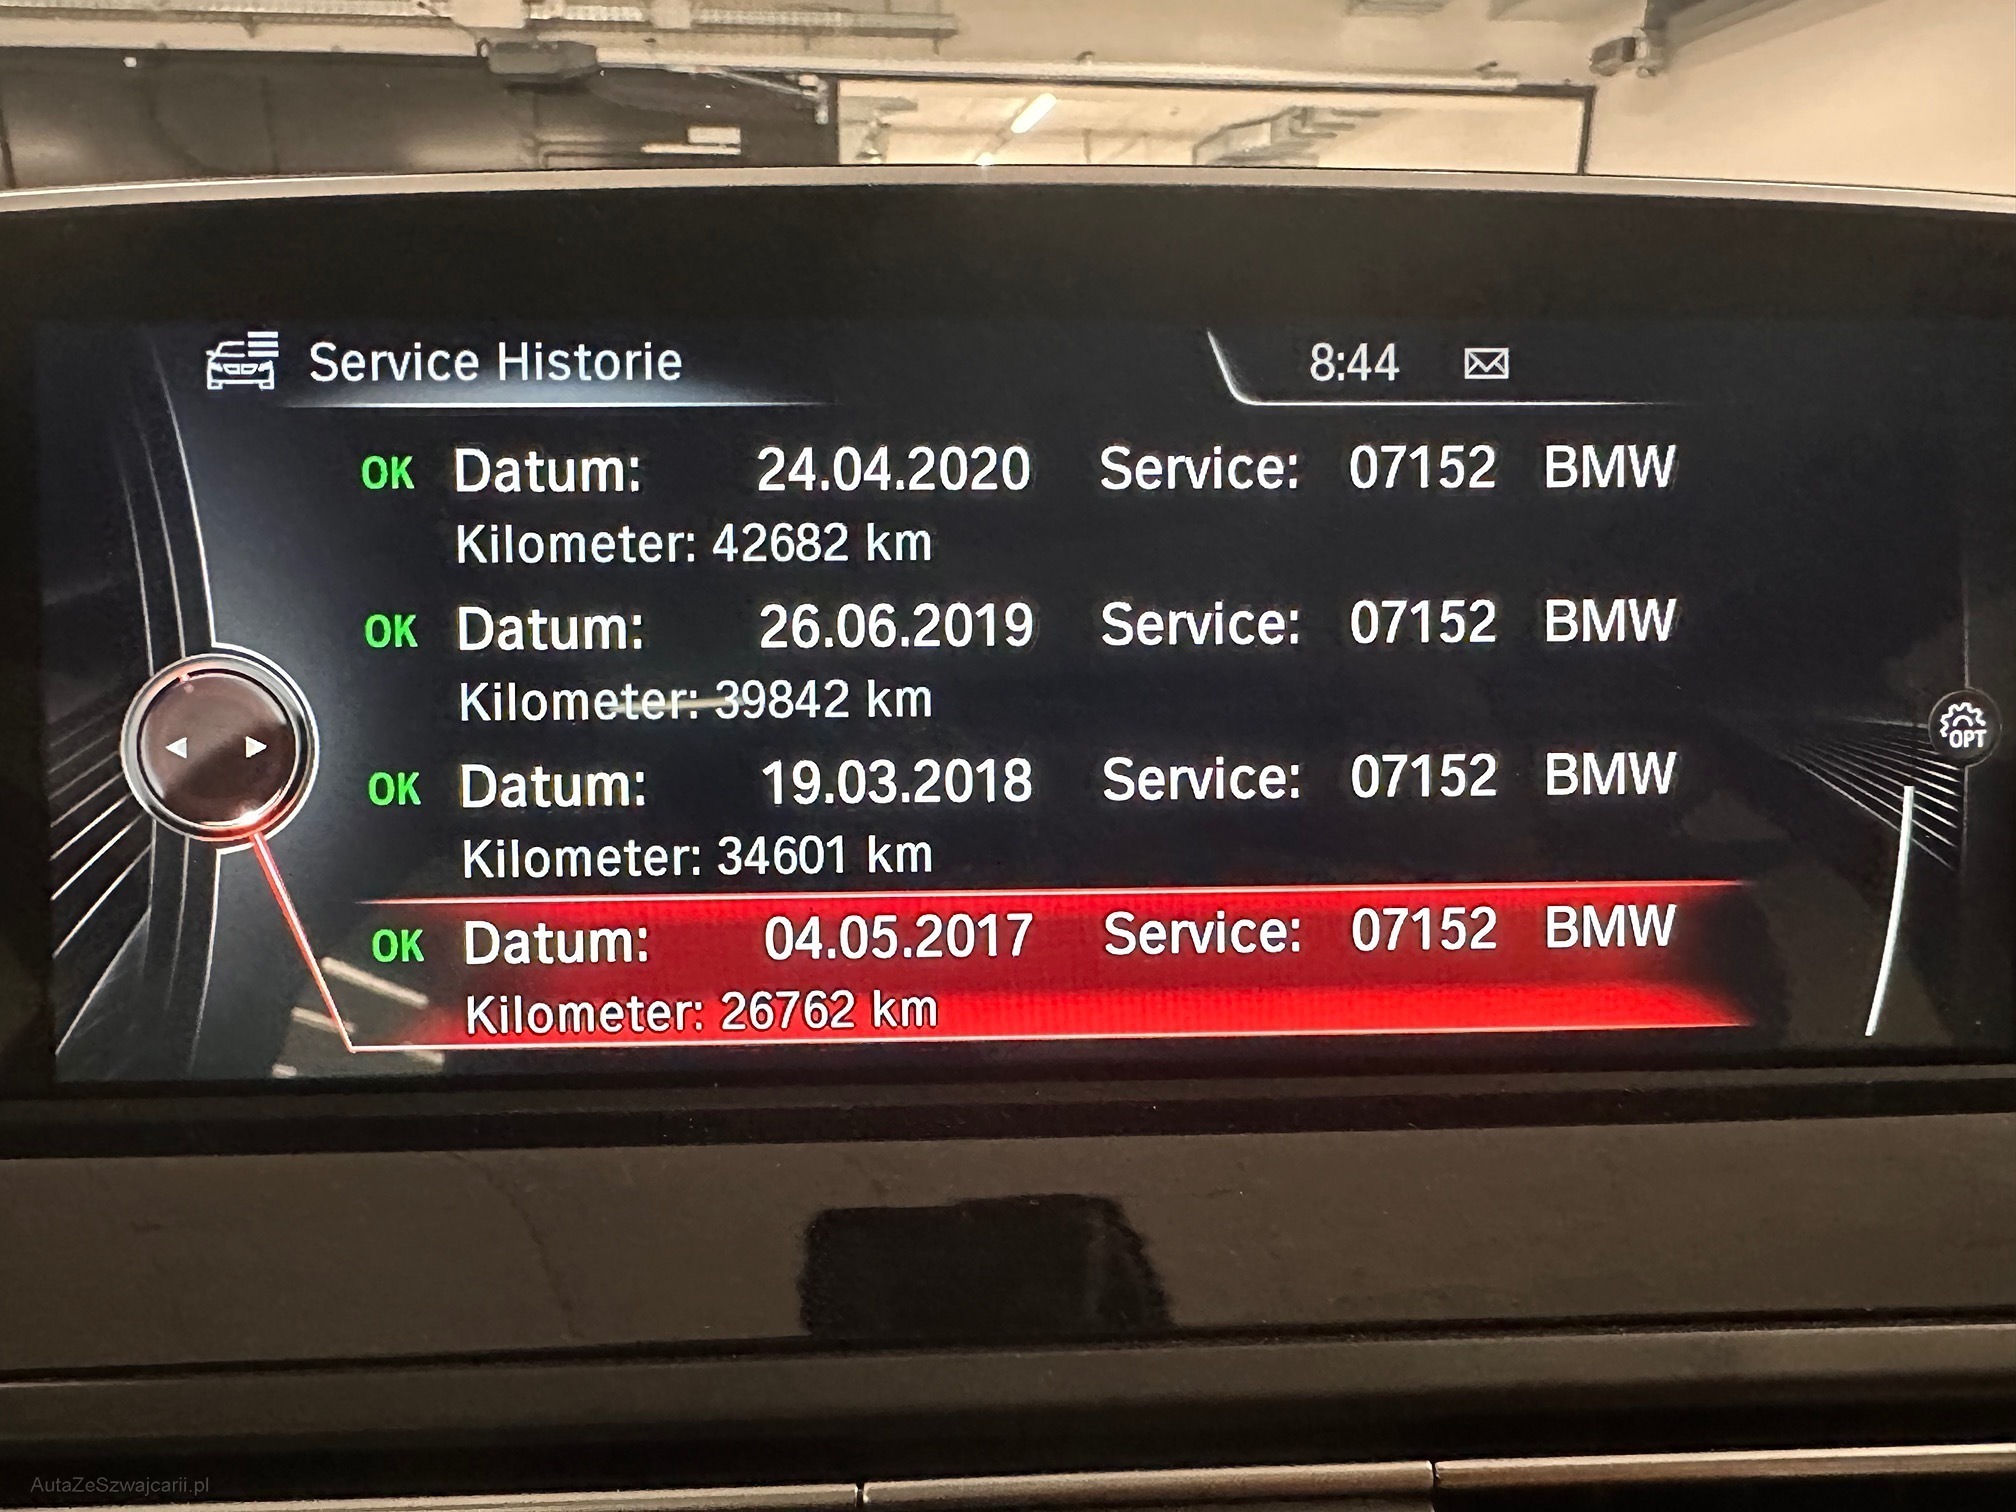 Service Historie 8:44
OK Datum: 24.04.2020 Service: 07152 BMW
Kilometer: 42682 km
OK Datum: 26.06.2019 Service: 07152 BMW
Kilometer: 39842 km
OK Datum: 19.03.2018 Service: 07152 BMW
Kilometer: 34601 km
OK Datum: 04.05.2017 Service: 07152 BMW
Kilometer: 26762 km
OPT
AutaZeSzwajcarii.pl